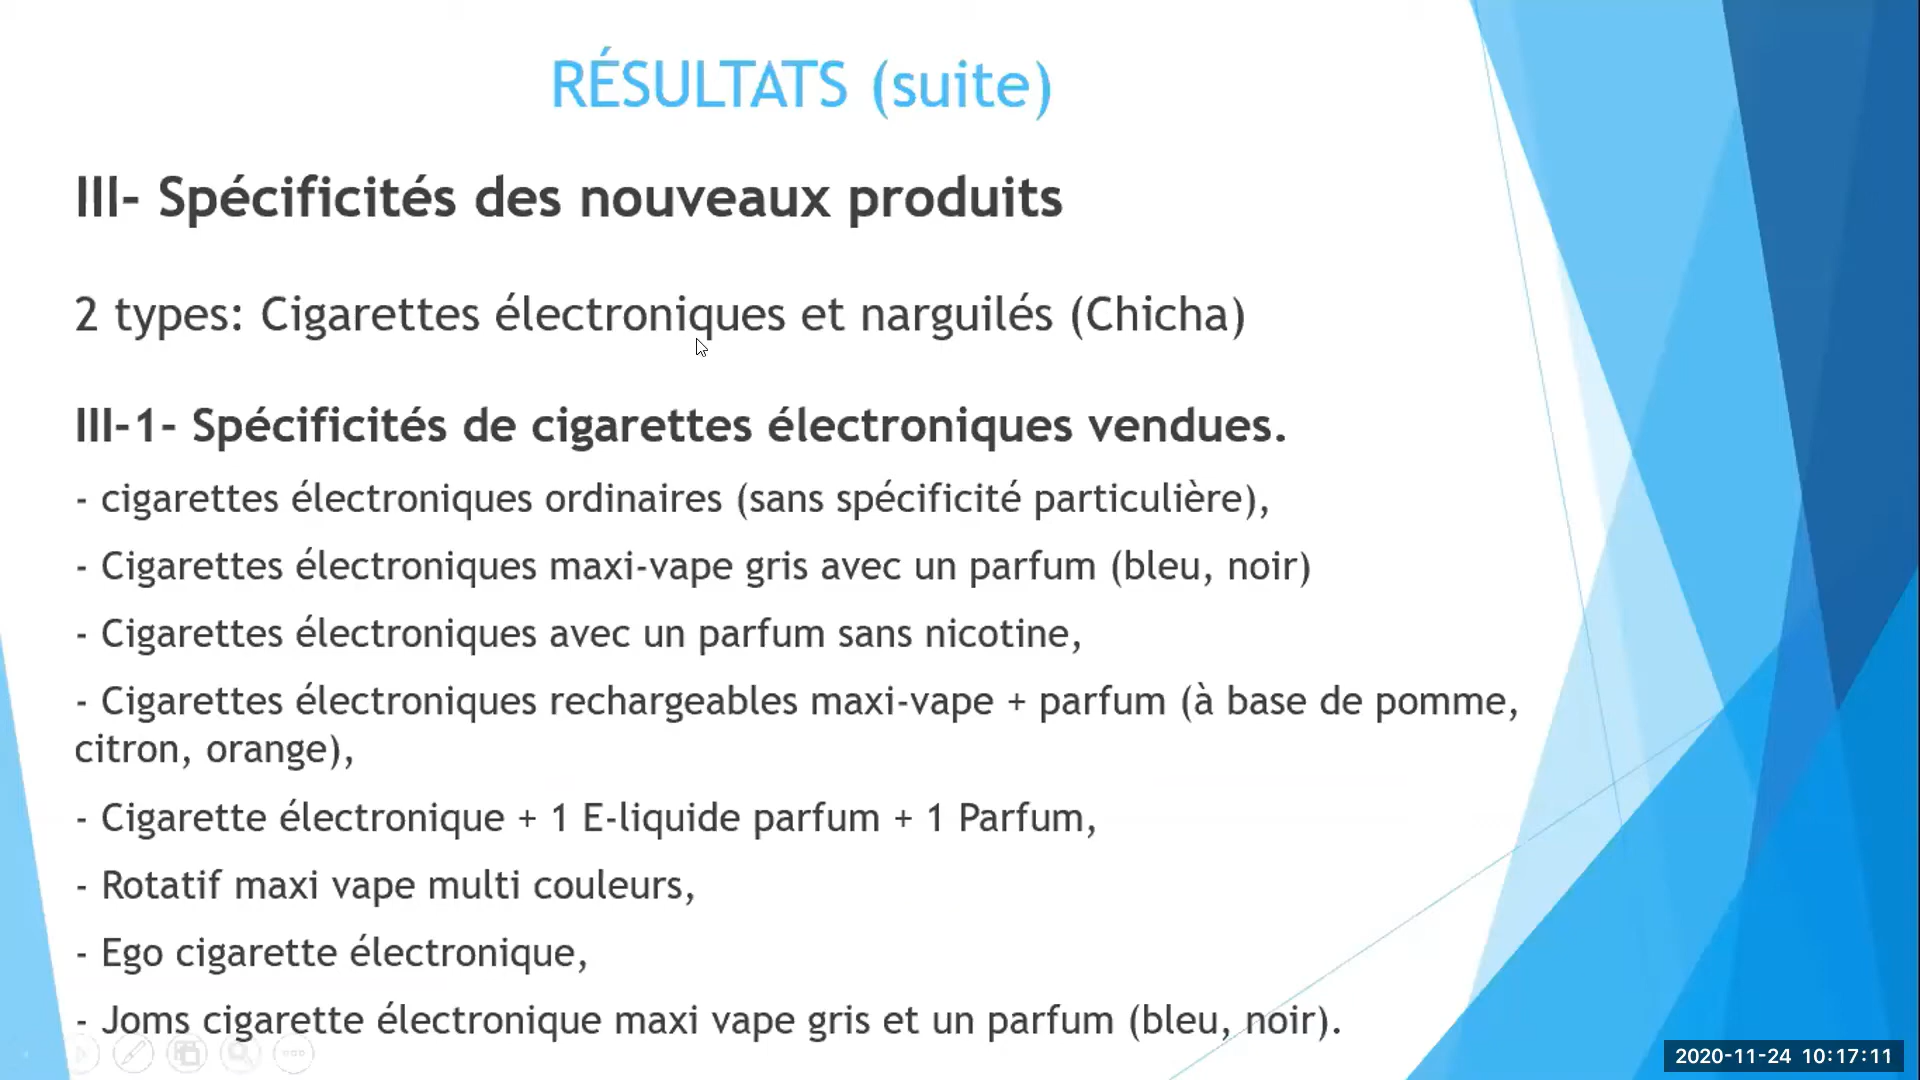 RÉSULTATS (suite)
III- Spécificités des nouveaux produits
2 types: Cigarettes électroniques et narguilés (Chicha)
III-1- Spécificités de cigarettes électroniques vendues.
- cigarettes électroniques ordinaires (sans spécificité particulière),
- Cigarettes électroniques maxi-vape gris avec un parfum (bleu, noir)
- Cigarettes électroniques avec un parfum sans nicotine,
- Cigarettes électroniques rechargeables maxi-vape + parfum (à base de pomme,
citron, orange),
- Cigarette électronique + 1 E-liquide parfum + 1 Parfum,
- Rotatif maxi vape multi couleurs,
- Ego cigarette électronique,
- Joms cigarette électronique maxi vape gris et un parfum (bleu, noir).
2020-11-24 10:17:11